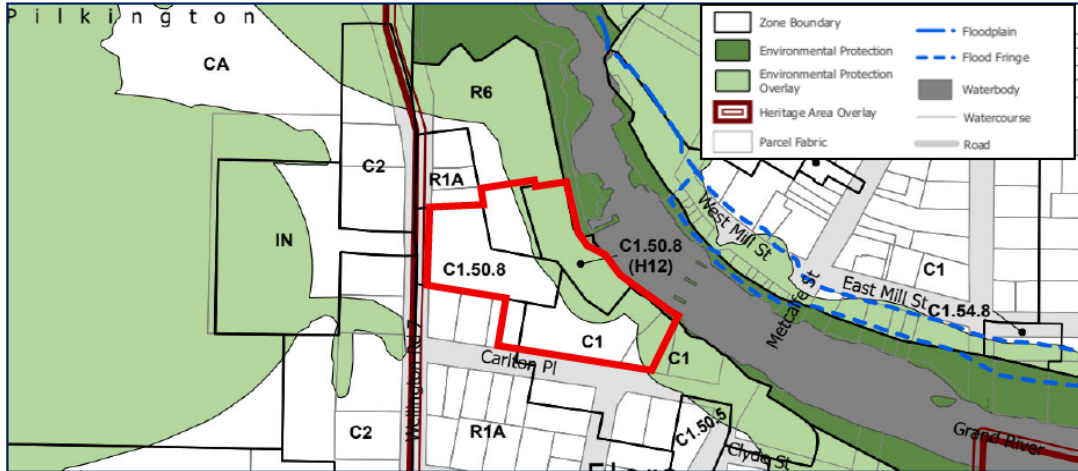 Pilkington
CA
R6
C2
R1A
IN
C1.50.8
C1.50.8
(H12)
C1
C1
Carlton Pl
Wellington Rd 7
C2
R1A
C1.50.5
Clyde St
West Mill St
Metcalfe St
East Mill St
C1
C1.54.8
Grand River
Zone Boundary
Environmental Protection
Environmental Protection
Overlay
Heritage Area Overlay
Parcel Fabric
Floodplain
Flood Fringe
Waterbody
Watercourse
Road